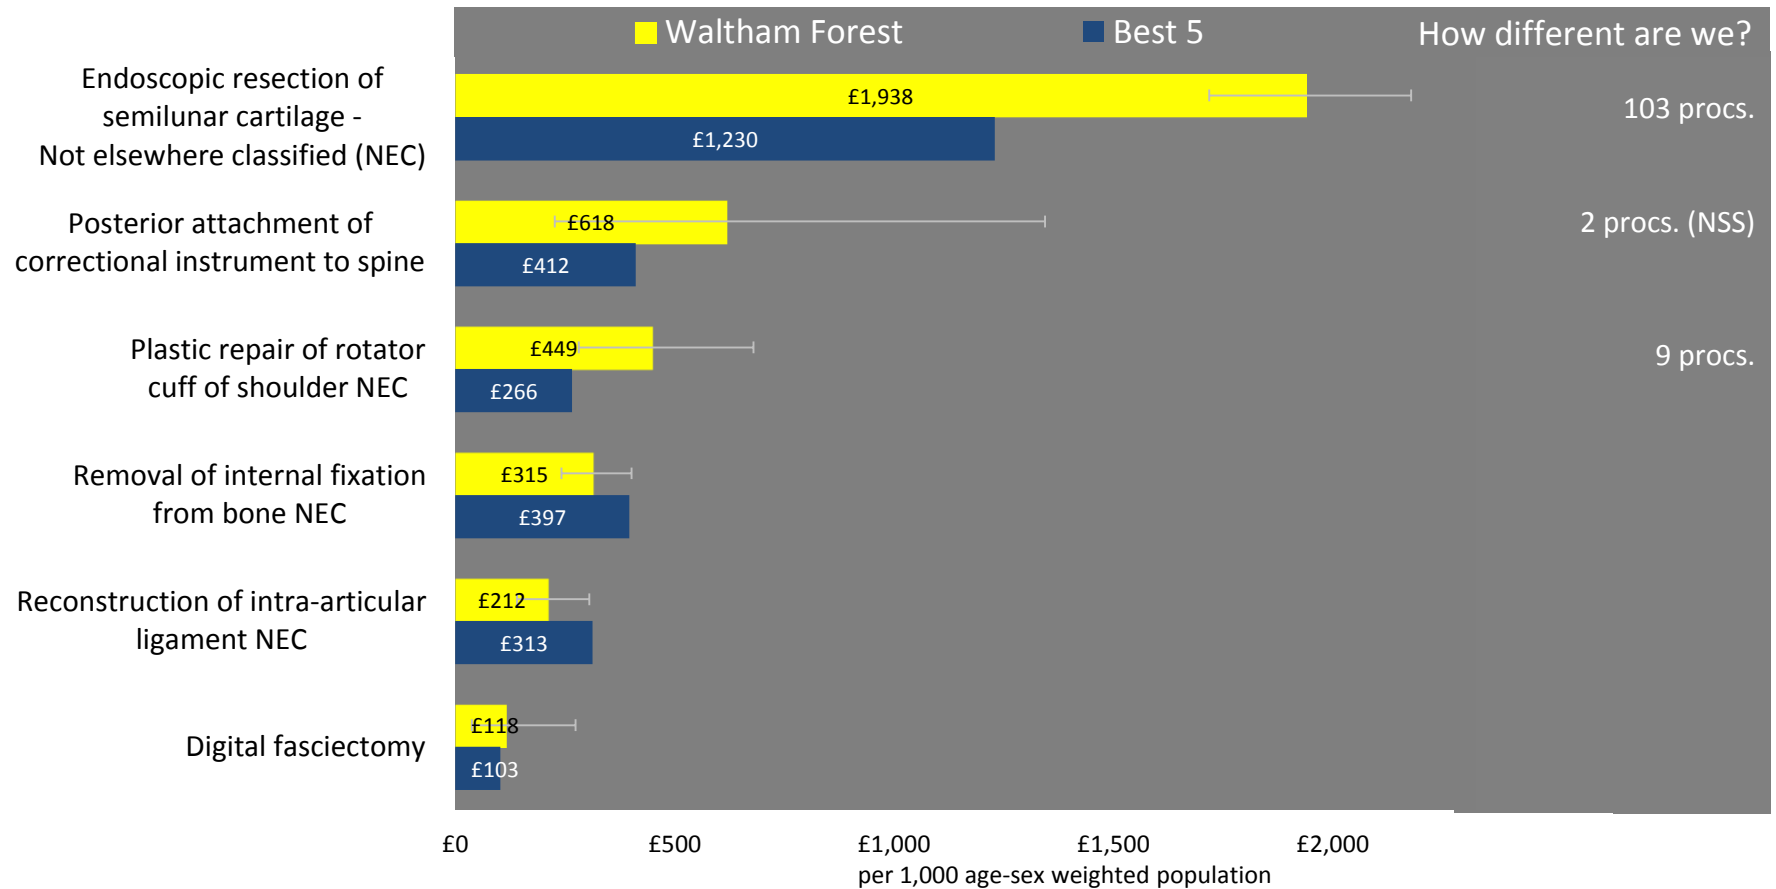 Waltham Forest
Best 5
How different are we?
Endoscopic resection of
semilunar cartilage -
Not elsewhere classified (NEC)
£1,938
£1,230
103 procs.
Posterior attachment of
correctional instrument to spine
£618
£412
2 procs. (NSS)
Plastic repair of rotator
cuff of shoulder NEC
£449
£266
9 procs.
Removal of internal fixation
from bone NEC
£315
£397
Reconstruction of intra-articular
ligament NEC
£212
£313
Digital fasciectomy
£118
£103
£0
£500
£1,000
£1,500
£2,000
per 1,000 age-sex weighted population